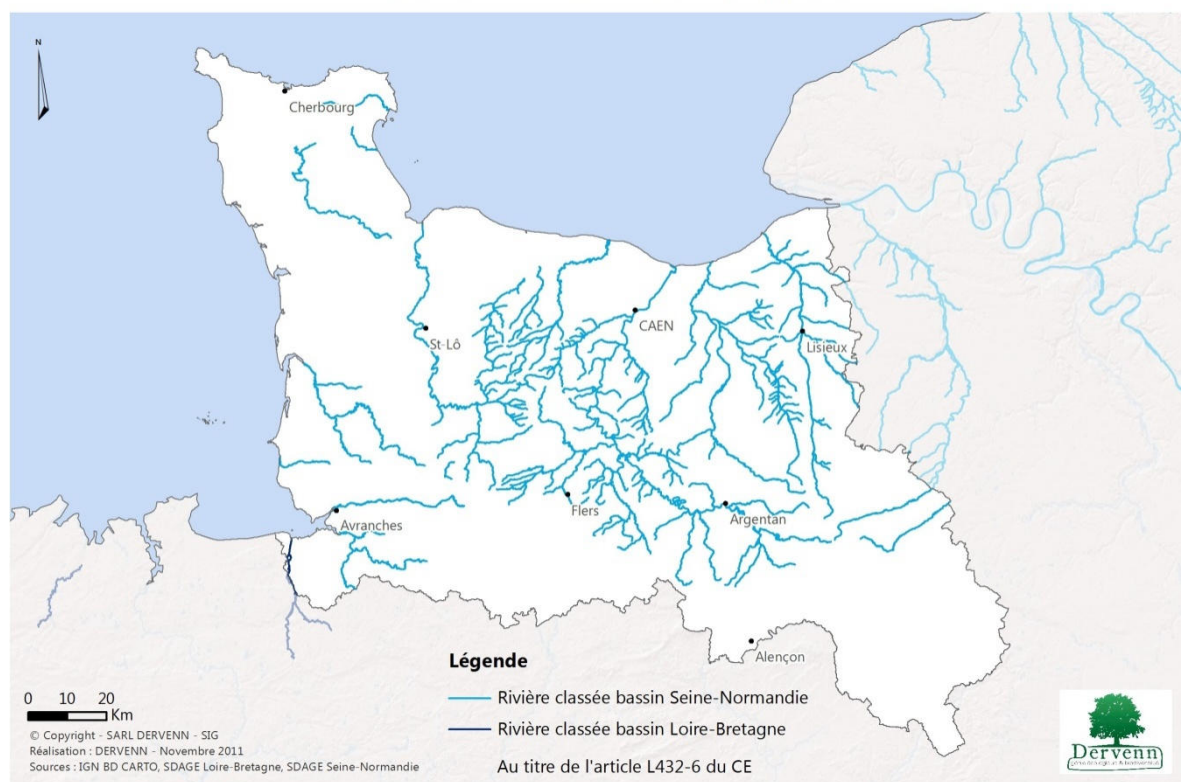 N
Cherbourg
CAEN
St-Lô
Lisieux
Flers
Argentan
Avranches
Alençon
Légende
Rivière classée bassin Seine-Normandie
Rivière classée bassin Loire-Bretagne
Au titre de l'article L432-6 du CE
0 10 20
Km
© Copyright - SARL DERVENN - SIG
Réalisation : DERVENN - Novembre 2011
Sources : IGN BD CARTO, SDAGE Loire-Bretagne, SDAGE Seine-Normandie
Dervenn